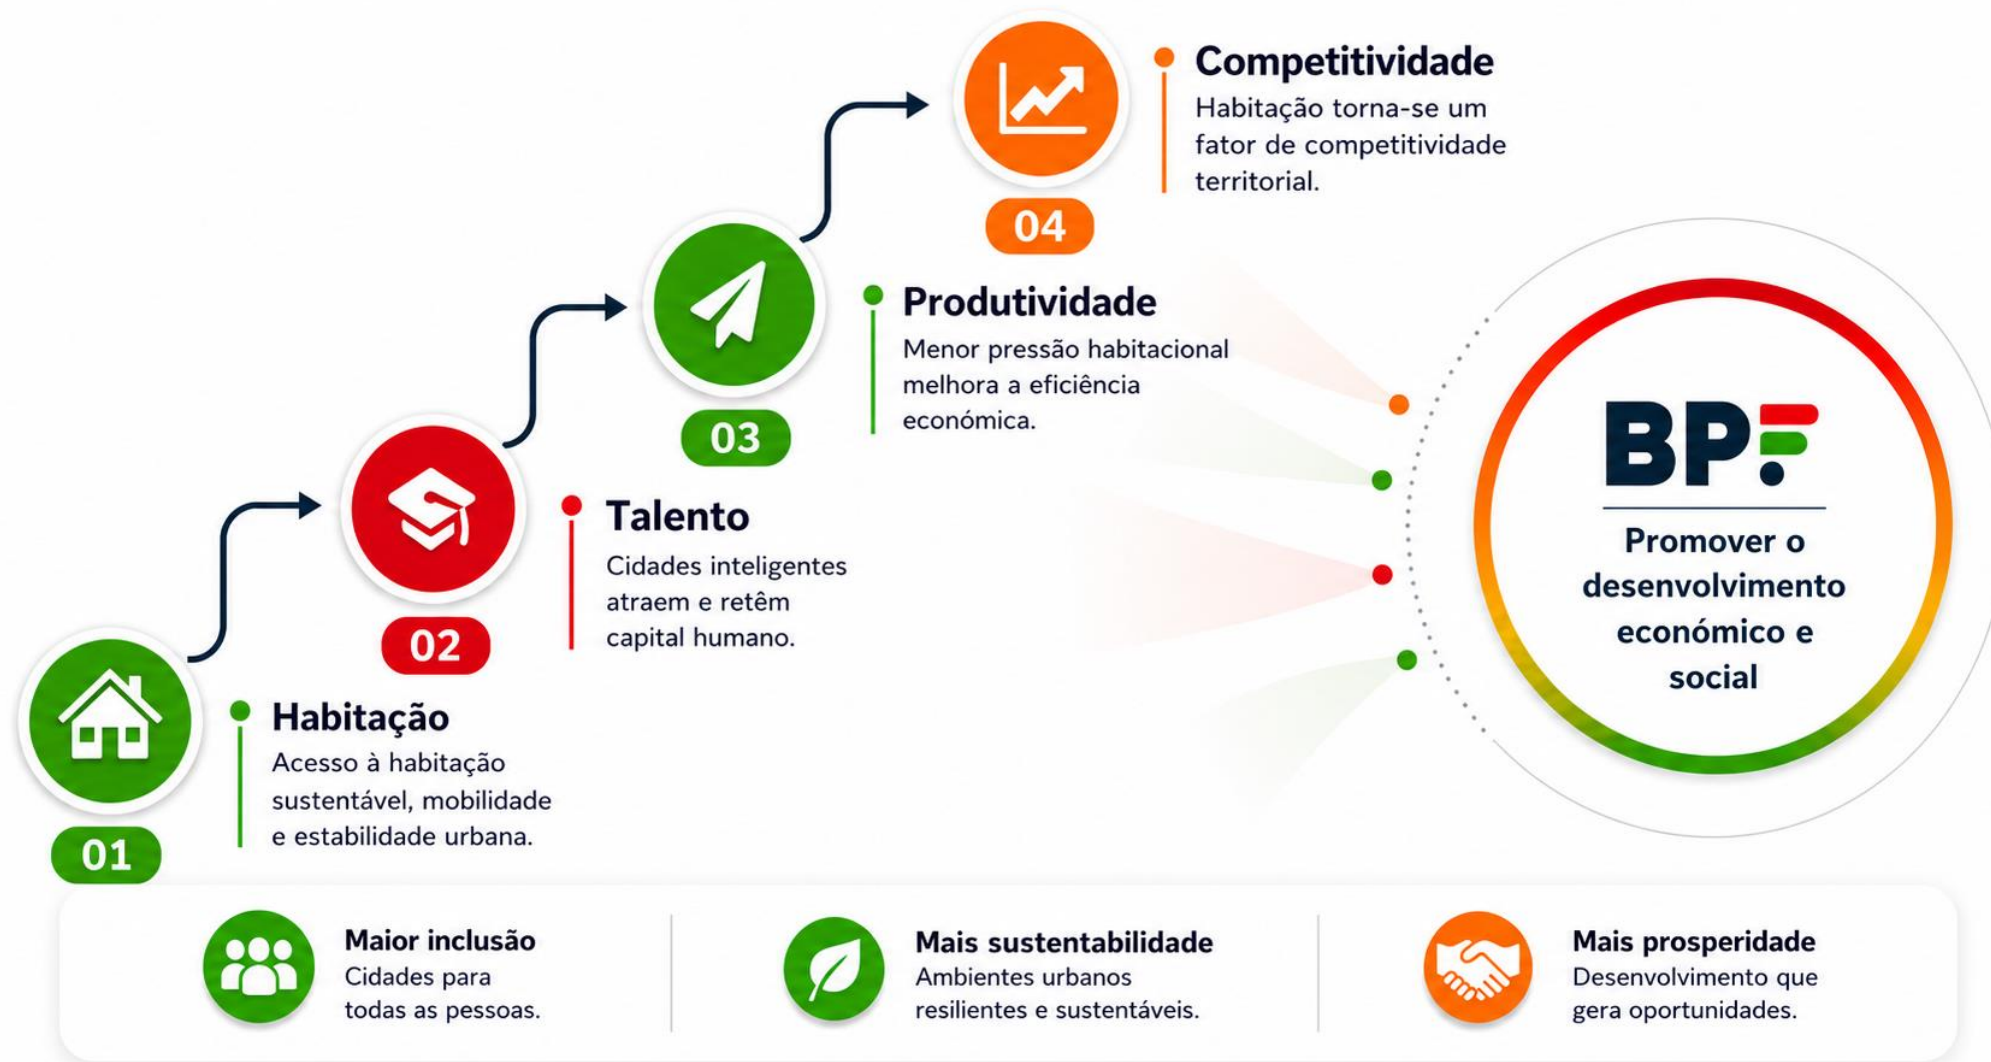 Competitividade
Habitação torna-se um
fator de competitividade
territorial.
04
Produtividade
Menor pressão habitacional
melhora a eficiência
económica.
03
Talento
Cidades inteligentes
atraem e retêm
capital humano.
02
Habitação
Acesso à habitação
sustentável, mobilidade
e estabilidade urbana.
01
BPF
Promover o
desenvolvimento
económico e
social
Maior inclusão
Cidades para
todas as pessoas.
Mais sustentabilidade
Ambientes urbanos
resilientes e sustentáveis.
Mais prosperidade
Desenvolvimento que
gera oportunidades.